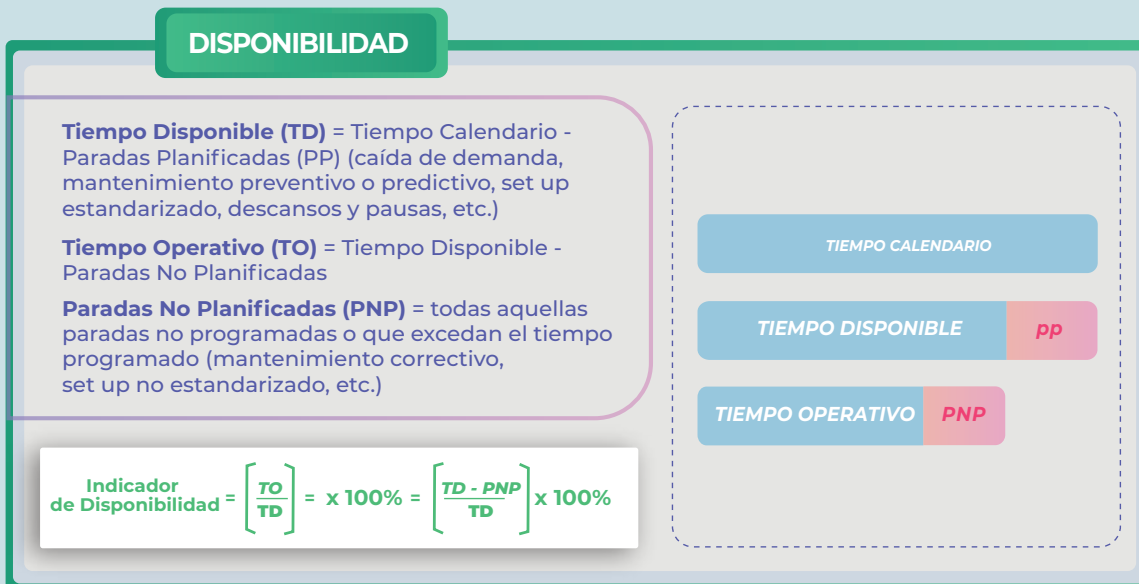 DISPONIBILIDAD
Tiempo Disponible (TD) = Tiempo Calendario -
Paradas Planificadas (PP) (caída de demanda,
mantenimiento preventivo o predictivo, set up
estandarizado, descansos y pausas, etc.)
Tiempo Operativo (TO) = Tiempo Disponible -
Paradas No Planificadas
Paradas No Planificadas (PNP) = todas aquellas
paradas no programadas o que excedan el tiempo
programado (mantenimiento correctivo,
set up no estandarizado, etc.)
Indicador
de Disponibilidad = [TO / TD] = x 100% = [TD - PNP / TD] x 100%
TIEMPO CALENDARIO
TIEMPO DISPONIBLE pp
TIEMPO OPERATIVO PNP